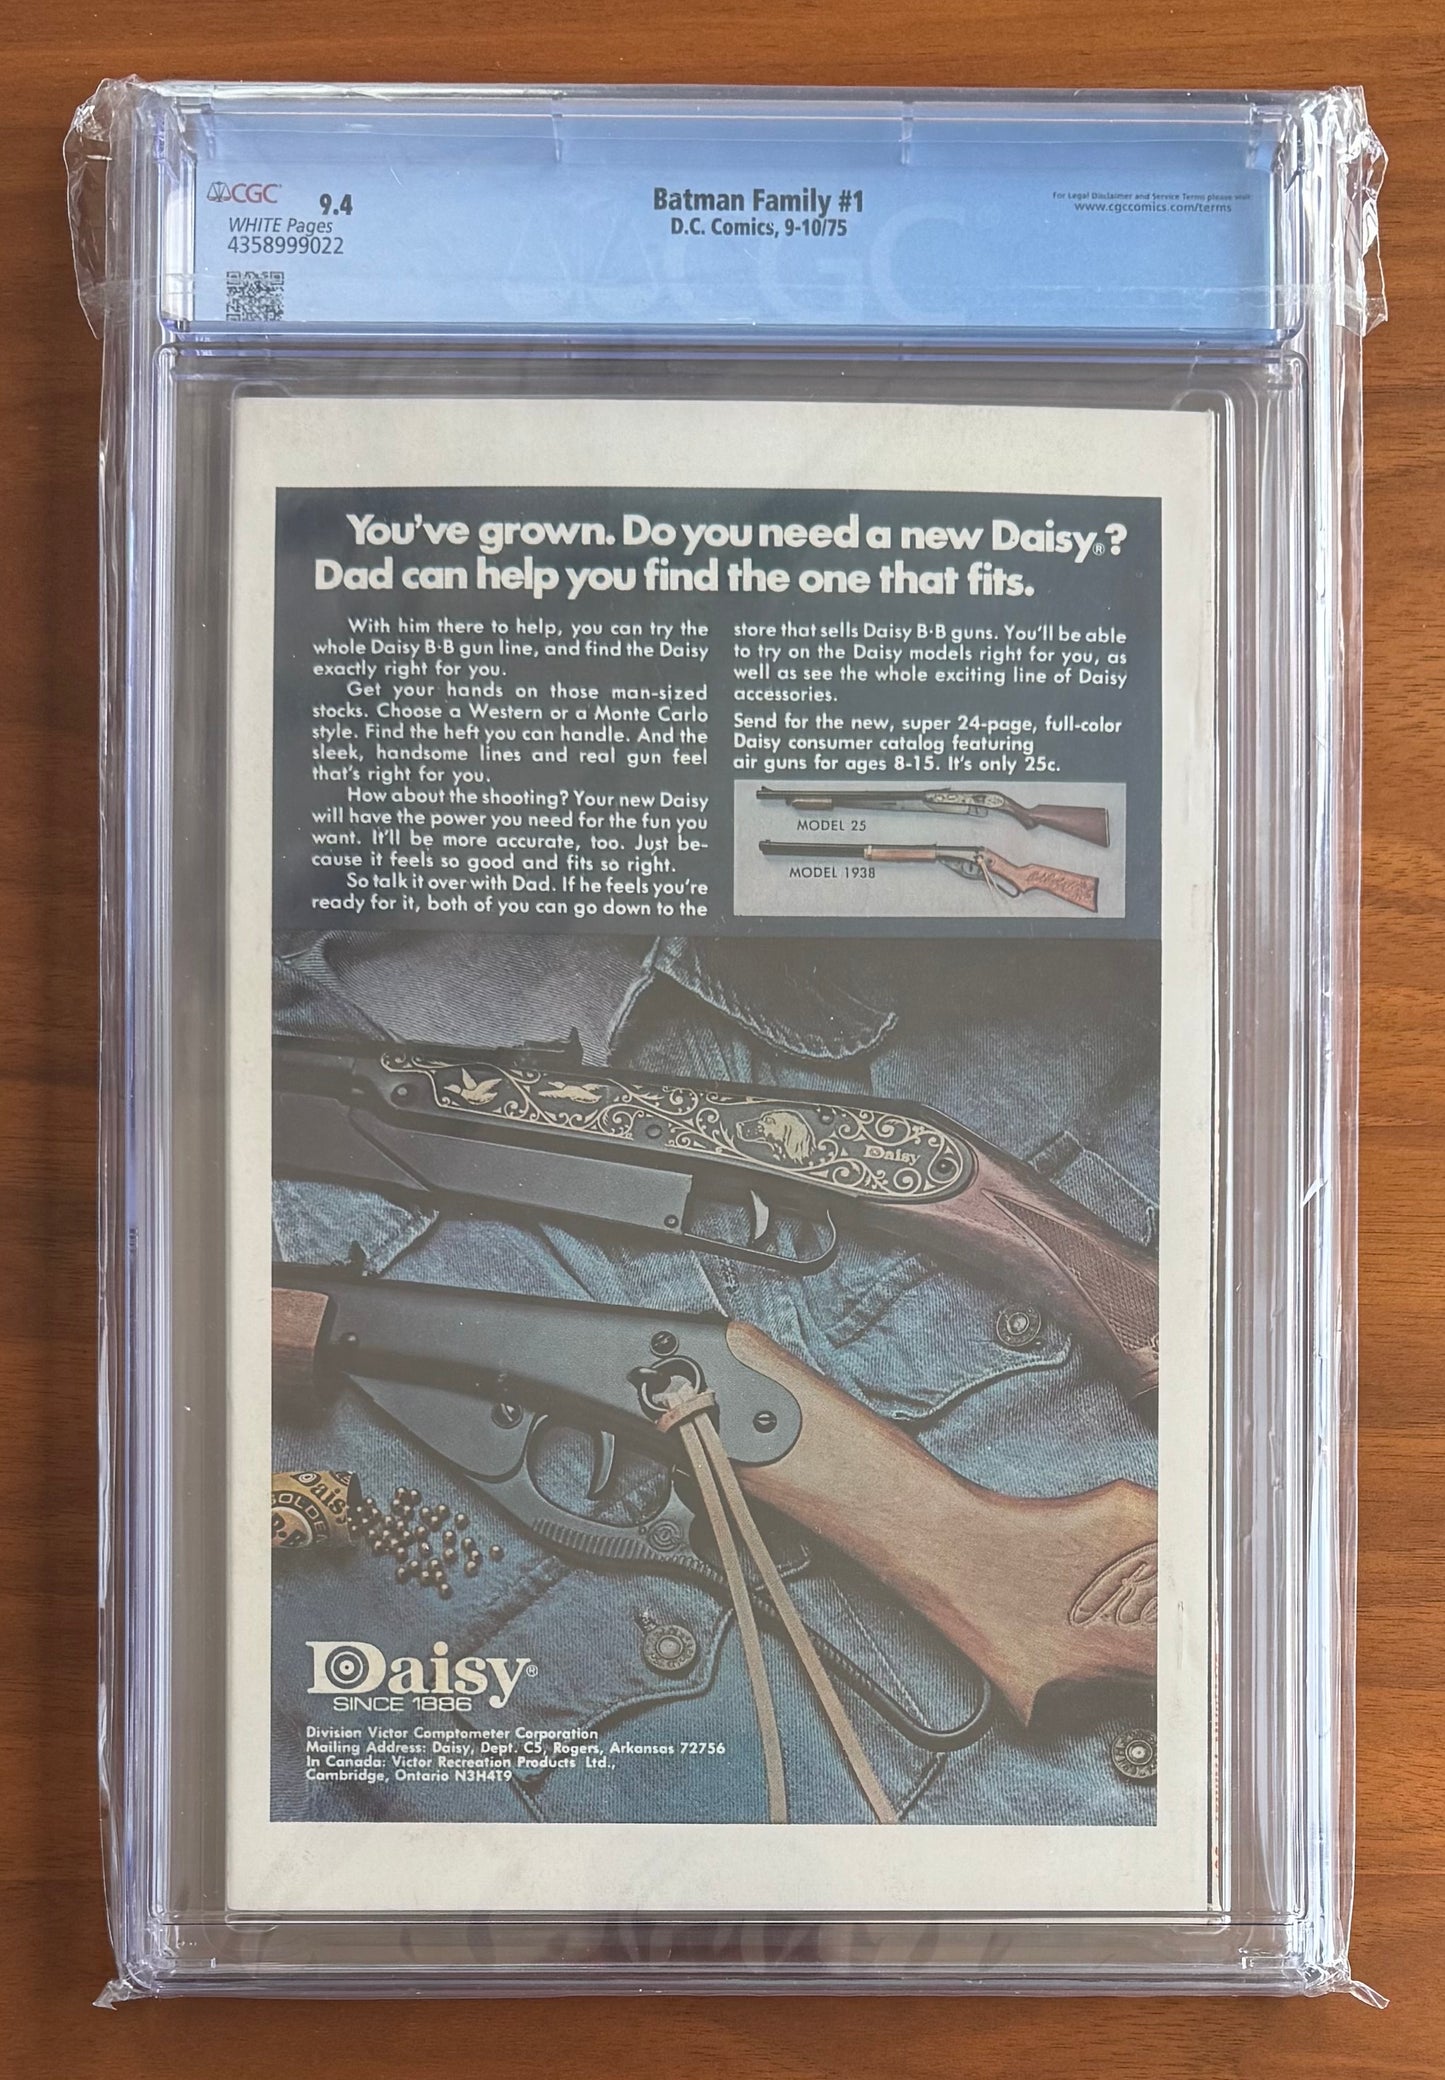 CGC 9.4
WHITE Pages
4358999022
Batman Family #1
D.C. Comics, 9-10/75
For Legal Disclaimer and Service Terms please visit
www.cgccomics.com/terms
You've grown. Do you need a new Daisy®?
Dad can help you find the one that fits.
With him there to help, you can try the
whole Daisy B·B gun line, and find the Daisy
exactly right for you.
Get your hands on those man-sized
stocks. Choose a Western or a Monte Carlo
style. Find the heft you can handle. And the
sleek, handsome lines and real gun feel
that's right for you.
How about the shooting? Your new Daisy
will have the power you need for the fun you
want. It'll be more accurate, too. Just be-
cause it feels so good and fits so right.
So talk it over with Dad. If he feels you're
ready for it, both of you can go down to the
store that sells Daisy B·B guns. You'll be able
to try on the Daisy models right for you, as
well as see the whole exciting line of Daisy
accessories.
Send for the new, super 24-page, full-color
Daisy consumer catalog featuring
air guns for ages 8-15. It's only 25c.
MODEL 25
MODEL 1938
Daisy
Daisy
GOLDEN
Daisy®
SINCE 1886
Division Victor Comptometer Corporation
Mailing Address: Daisy, Dept. C5, Rogers, Arkansas 72756
In Canada: Victor Recreation Products Ltd.,
Cambridge, Ontario N3H4T9